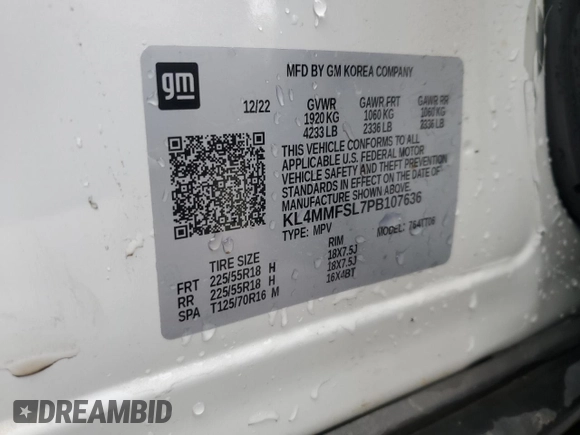 gm
MFD BY GM KOREA COMPANY
12/22 GVWR GAWR FRT GAWR RR
1920 KG 1060 KG 1060 KG
4233 LB 2336 LB 2336 LB
THIS VEHICLE CONFORMS TO ALL
APPLICABLE U.S. FEDERAL MOTOR
VEHICLE SAFETY AND THEFT PREVENTION
STANDARDS IN EFFECT ON THE DATE OF
MANUFACTURE SHOWN ABOVE.
KL4MMFSL7PB107636
TYPE: MPV MODEL:
TIRE SIZE RIM
FRT 225/55R18 H 18X7.5J
RR 225/55R18 H 18X7.5J
SPA T125/70R16 M 16X4BT
DREAMBID